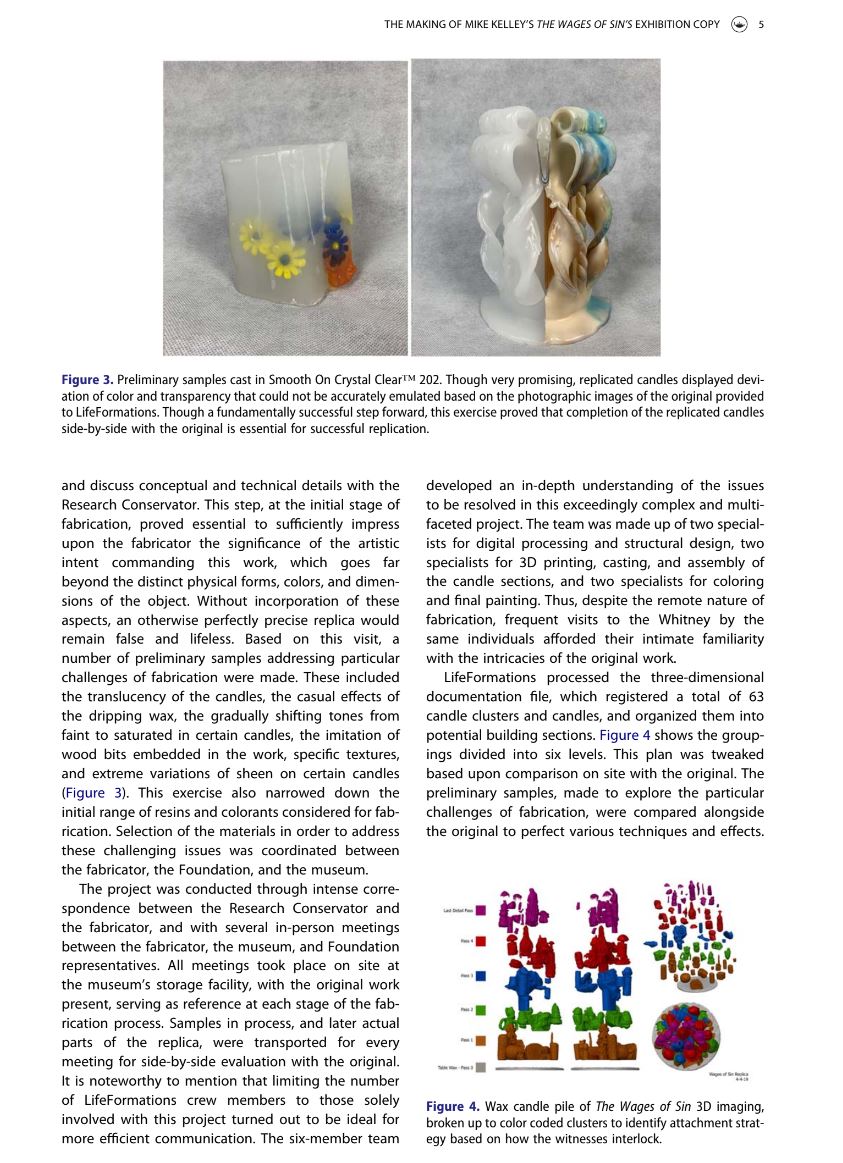 THE MAKING OF MIKE KELLEY'S THE WAGES OF SIN'S EXHIBITION COPY 5
Figure 3. Preliminary samples cast in Smooth On Crystal Clear™ 202. Though very promising, replicated candles displayed devi-
ation of color and transparency that could not be accurately emulated based on the photographic images of the original provided
to LifeFormations. Though a fundamentally successful step forward, this exercise proved that completion of the replicated candles
side-by-side with the original is essential for successful replication.
and discuss conceptual and technical details with the
Research Conservator. This step, at the initial stage of
fabrication, proved essential to sufficiently impress
upon the fabricator the significance of the artistic
intent commanding this work, which goes far
beyond the distinct physical forms, colors, and dimen-
sions of the object. Without incorporation of these
aspects, an otherwise perfectly precise replica would
remain false and lifeless. Based on this visit, a
number of preliminary samples addressing particular
challenges of fabrication were made. These included
the translucency of the candles, the casual effects of
the dripping wax, the gradually shifting tones from
faint to saturated in certain candles, the imitation of
wood bits embedded in the work, specific textures,
and extreme variations of sheen on certain candles
(Figure 3). This exercise also narrowed down the
initial range of resins and colorants considered for fab-
rication. Selection of the materials in order to address
these challenging issues was coordinated between
the fabricator, the Foundation, and the museum.
The project was conducted through intense corre-
spondence between the Research Conservator and
the fabricator, and with several in-person meetings
between the fabricator, the museum, and Foundation
representatives. All meetings took place on site at
the museum's storage facility, with the original work
present, serving as reference at each stage of the fab-
rication process. Samples in process, and later actual
parts of the replica, were transported for every
meeting for side-by-side evaluation with the original.
It is noteworthy to mention that limiting the number
of LifeFormations crew members to those solely
involved with this project turned out to be ideal for
more efficient communication. The six-member team
developed an in-depth understanding of the issues
to be resolved in this exceedingly complex and multi-
faceted project. The team was made up of two special-
ists for digital processing and structural design, two
specialists for 3D printing, casting, and assembly of
the candle sections, and two specialists for coloring
and final painting. Thus, despite the remote nature of
fabrication, frequent visits to the Whitney by the
same individuals afforded their intimate familiarity
with the intricacies of the original work.
LifeFormations processed the three-dimensional
documentation file, which registered a total of 63
candle clusters and candles, and organized them into
potential building sections. Figure 4 shows the group-
ings divided into six levels. This plan was tweaked
based upon comparison on site with the original. The
preliminary samples, made to explore the particular
challenges of fabrication, were compared alongside
the original to perfect various techniques and effects.
Last Detail Pass
Pass 4
Pass 3
Pass 2
Pass 1
Table Wax - Pass 0
Wages of Sin Replica
4-4-19
Figure 4. Wax candle pile of The Wages of Sin 3D imaging,
broken up to color coded clusters to identify attachment strat-
egy based on how the witnesses interlock.